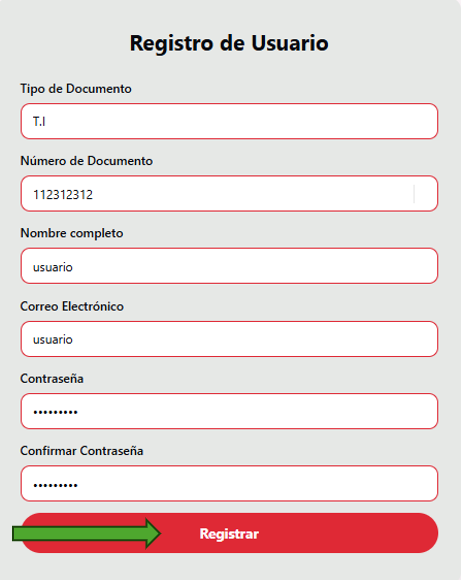 Registro de Usuario
Tipo de Documento
T.I
Número de Documento
112312312
Nombre completo
usuario
Correo Electrónico
usuario
Contraseña
•••••••••
Confirmar Contraseña
•••••••••
Registrar